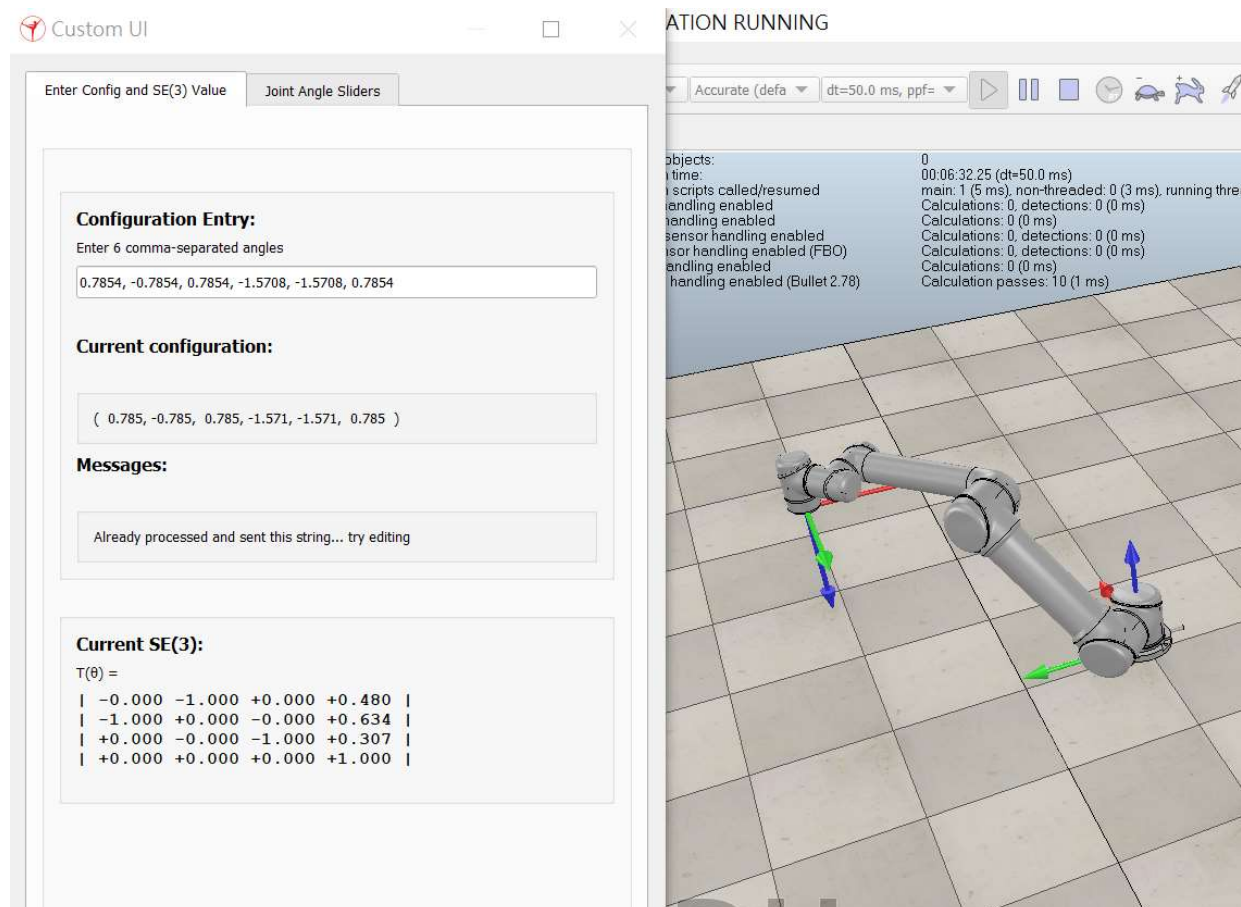 Custom UI
ATION RUNNING
Enter Config and SE(3) Value
Joint Angle Sliders
Accurate (defa
dt=50.0 ms, ppf=
Configuration Entry:
Enter 6 comma-separated angles
0.7854, -0.7854, 0.7854, -1.5708, -1.5708, 0.7854
Current configuration:
( 0.785, -0.785, 0.785, -1.571, -1.571, 0.785 )
Messages:
Already processed and sent this string... try editing
Current SE(3):
T(θ) =
| -0.000 -1.000 +0.000 +0.480 |
| -1.000 +0.000 -0.000 +0.634 |
| +0.000 -0.000 -1.000 +0.307 |
| +0.000 +0.000 +0.000 +1.000 |
objects: 0
time: 00:06:32.25 (dt=50.0 ms)
scripts called/resumed main: 1 (5 ms), non-threaded: 0 (3 ms), running thre
andling enabled Calculations: 0, detections: 0 (0 ms)
handling enabled Calculations: 0 (0 ms)
sensor handling enabled Calculations: 0, detections: 0 (0 ms)
sor handling enabled (FBO) Calculations: 0, detections: 0 (0 ms)
andling enabled Calculations: 0 (0 ms)
handling enabled (Bullet 2.78) Calculation passes: 10 (1 ms)